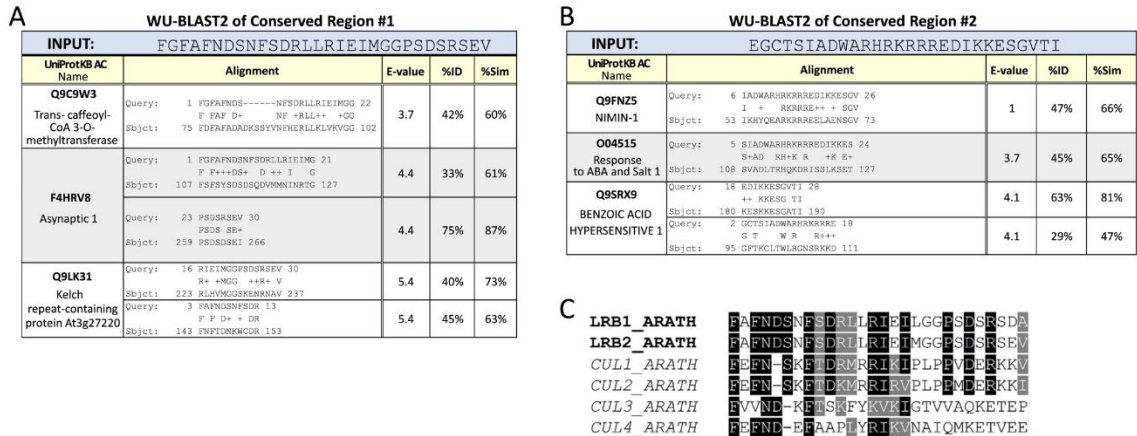 A
WU-BLAST2 of Conserved Region #1
INPUT: FGFAFNDSNFSDRLLRIEIMGGPSDSRSEV
UniProtKB AC Name Alignment E-value %ID %Sim
Q9C9W3
Trans- caffeoyl-
CoA 3-O-
methyltransferase
Query: 1 FGFAFNDS------NFSDRLLRIEIMGG 22
F FAF D+ NF +RLL++ +GG
Sbjct: 75 FDFAFADADKSSYVNFHERLLKLVKVGG 102
3.7 42% 60%
F4HRV8
Asynaptic 1
Query: 1 FGFAFNDSNFSDRLLRIEIMG 21
F F+++DS+ D ++ I G
Sbjct: 107 FSFSYSDSDSQDVMMNINRTG 127
4.4 33% 61%
Query: 23 PSDSRSEV 30
PSDS SE+
Sbjct: 259 PSDSDSEI 266
4.4 75% 87%
Q9LK31
Kelch
repeat-containing
protein At3g27220
Query: 16 RIEIMGGPSDSRSEV 30
R+ +MGG ++R+ V
Sbjct: 223 RLHVMGGSKENRNAV 237
5.4 40% 73%
Query: 3 FAFNDSNFSDR 13
F F D+ + DR
Sbjct: 143 FNFTDNKWCDR 153
5.4 45% 63%
B
WU-BLAST2 of Conserved Region #2
INPUT: EGCTSIADWARHRKRRREDIKKESGVTI
UniProtKB AC Name Alignment E-value %ID %Sim
Q9FNZ5
NIMIN-1
Query: 6 IADWARHRKRRREDIKKESGV 26
I + RKRRRE++ + SGV
Sbjct: 53 IKHYQEARKRRREELAENSGV 73
1 47% 66%
O04515
Response
to ABA and Salt 1
Query: 5 SIADWARHRKRRREDIKKES 24
S+AD RH+K R +K E+
Sbjct: 108 SVADLTRHQKDRISSLKSET 127
3.7 45% 65%
Q9SRX9
BENZOIC ACID
HYPERSENSITIVE 1
Query: 18 EDIKKESGVTI 28
++ KKESG TI
Sbjct: 180 KESKKESGATI 190
4.1 63% 81%
Query: 2 GCTSIADWARHRKRRRE 18
G T W R R+++
Sbjct: 95 GFTKCLTWLRGNSRKKD 111
4.1 29% 47%
C
LRB1_ARATH FAFNDSNFSDRLLRIEILGGPSDSRSDA
LRB2_ARATH FAFNDSNFSDRLLRIEIMGGPSDSRSEV
CUL1_ARATH FEFN-SKFTDRMRRIKIPLPPVDERKKV
CUL2_ARATH FEFN-SKFTDKMRRIRVPLPPMDERKKI
CUL3_ARATH FVVND-KFTSKFYKVKIGTVVAQKETEP
CUL4_ARATH FEFND-EFAAPLYRIKVNAIQMKETVEE